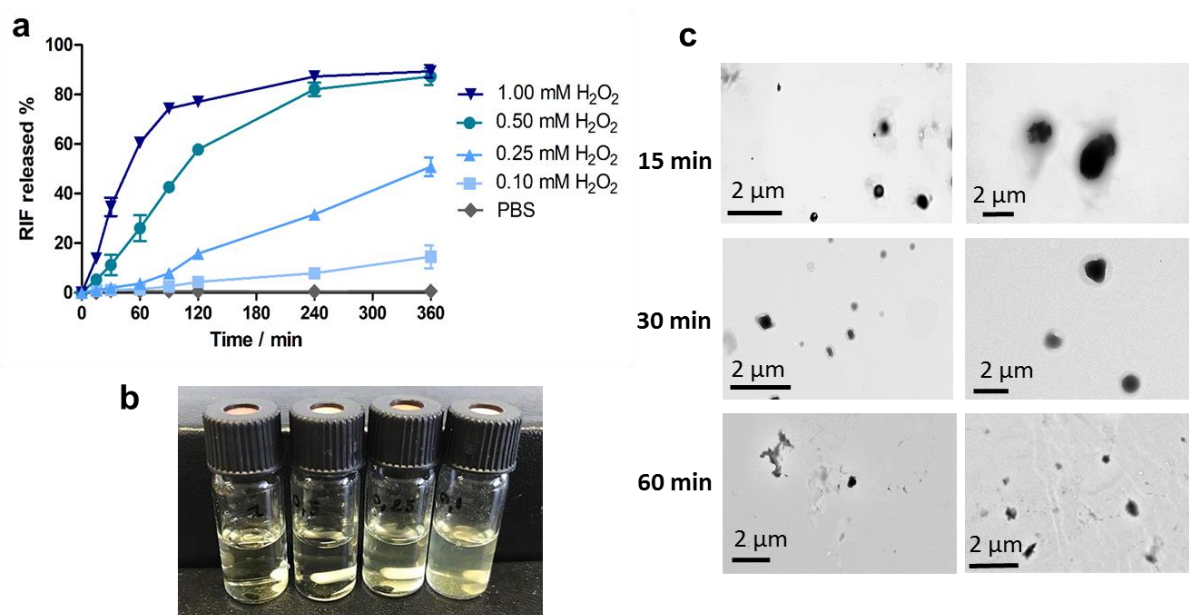 a
100
80
60
40
20
0
RIF released %
0 60 120 180 240 300 360
Time / min
1.00 mM H₂O₂
0.50 mM H₂O₂
0.25 mM H₂O₂
0.10 mM H₂O₂
PBS
b
0,25
c
15 min
2 μm
2 μm
30 min
2 μm
2 μm
60 min
2 μm
2 μm